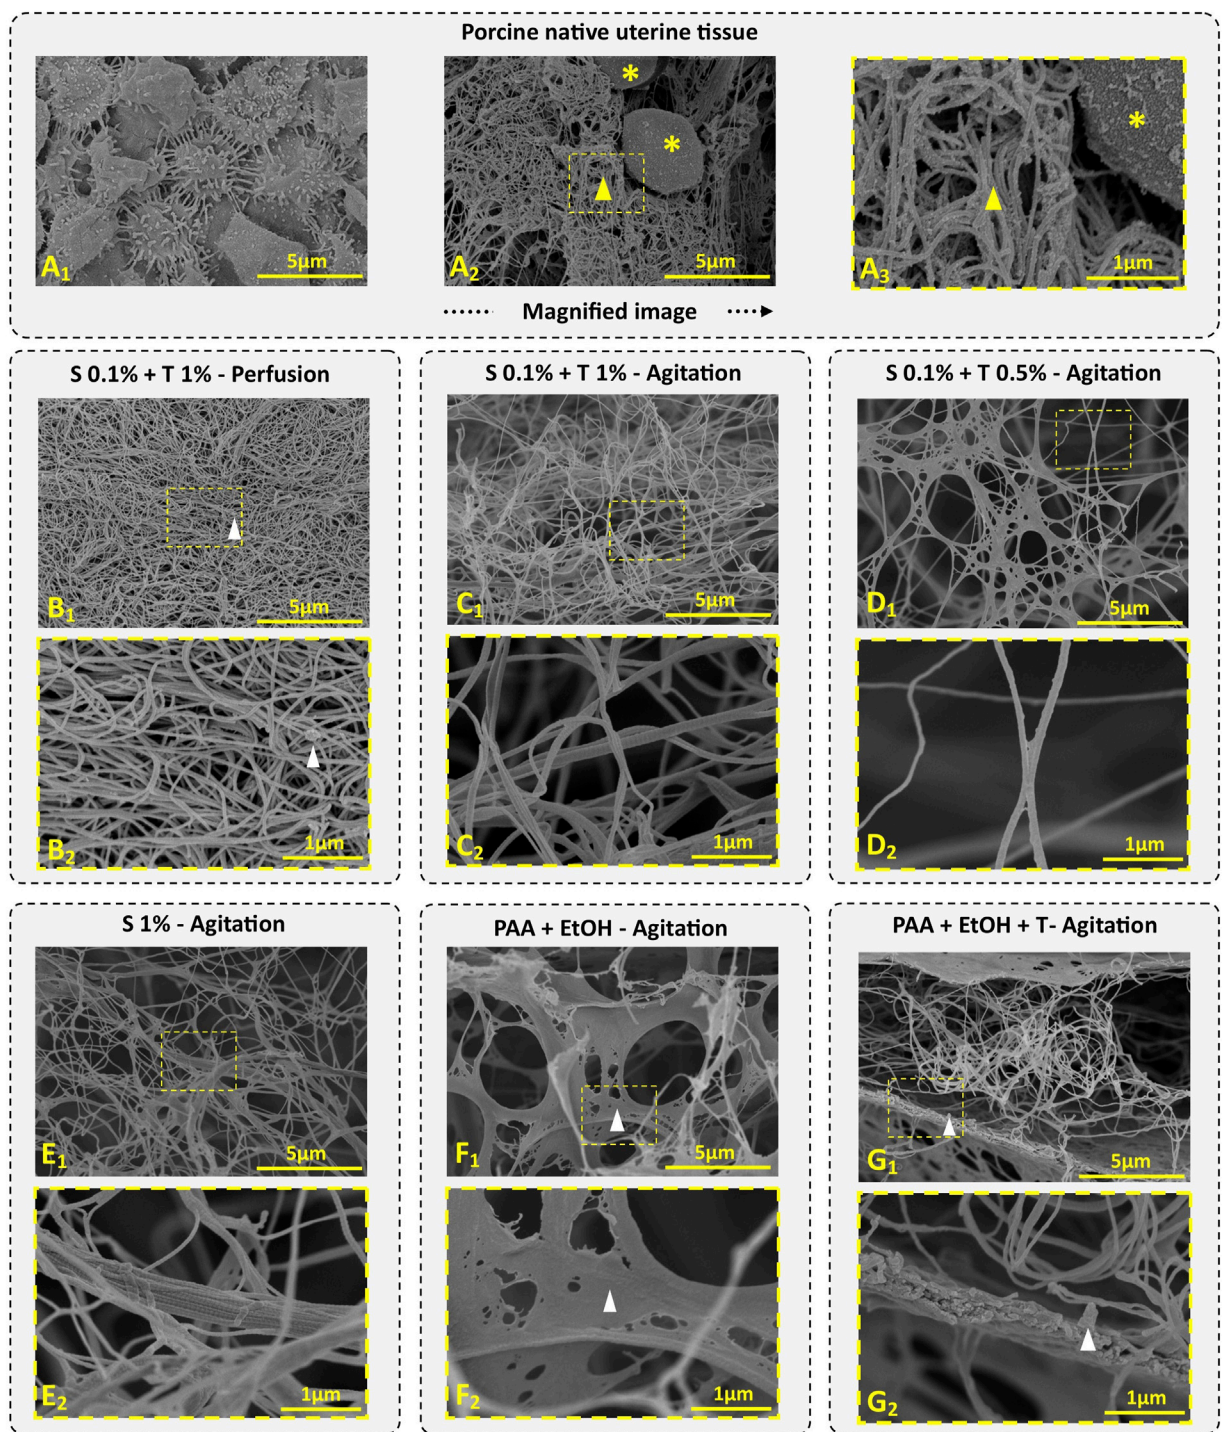 Porcine native uterine tissue
* *
*
A1 5µm
A2 5µm
A3 1µm
Magnified image
S 0.1% + T 1% - Perfusion
B1 5µm
B2 1µm
S 0.1% + T 1% - Agitation
C1 5µm
C2 1µm
S 0.1% + T 0.5% - Agitation
D1 5µm
D2 1µm
S 1% - Agitation
E1 5µm
E2 1µm
PAA + EtOH - Agitation
F1 5µm
F2 1µm
PAA + EtOH + T- Agitation
G1 5µm
G2 1µm